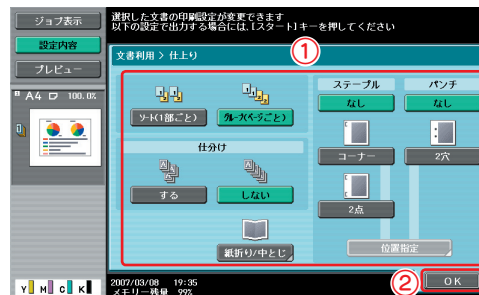 ジョブ表示
設定内容
プレビュー
A4 100.0%
Y M C K
選択した文書の印刷設定が変更できます
以下の設定で出力する場合には､[スタート]キーを押してください
文書利用 > 仕上り
①
ソート(1部ごと)
グループ(ページごと)
仕分け
する
しない
紙折り/中とじ
ステープル
なし
コーナー
2点
パンチ
なし
2穴
位置指定
2007/03/08 19:35
メモリー残量 99%
②
OK